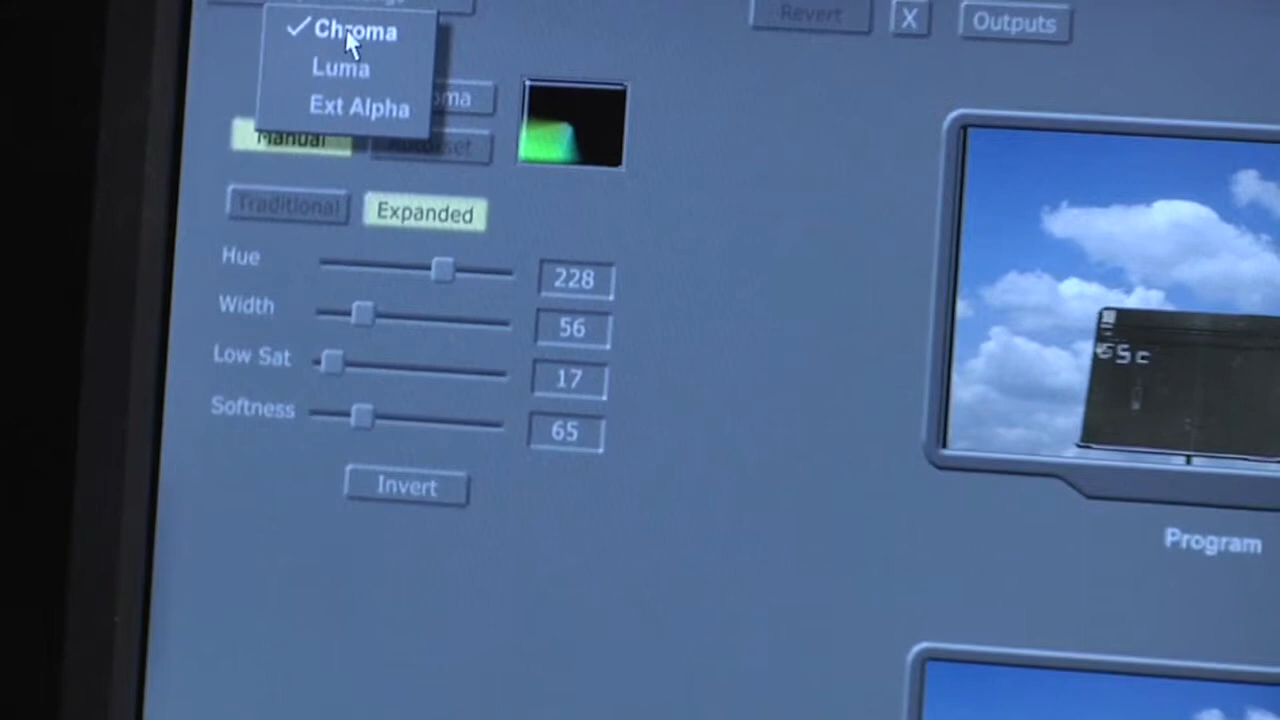 Chroma
Revert
X
Outputs
Luma
Ext Alpha
Manual
Traditional
Expanded
Hue
228
Width
56
Low Sat
17
Softness
65
Invert
Program